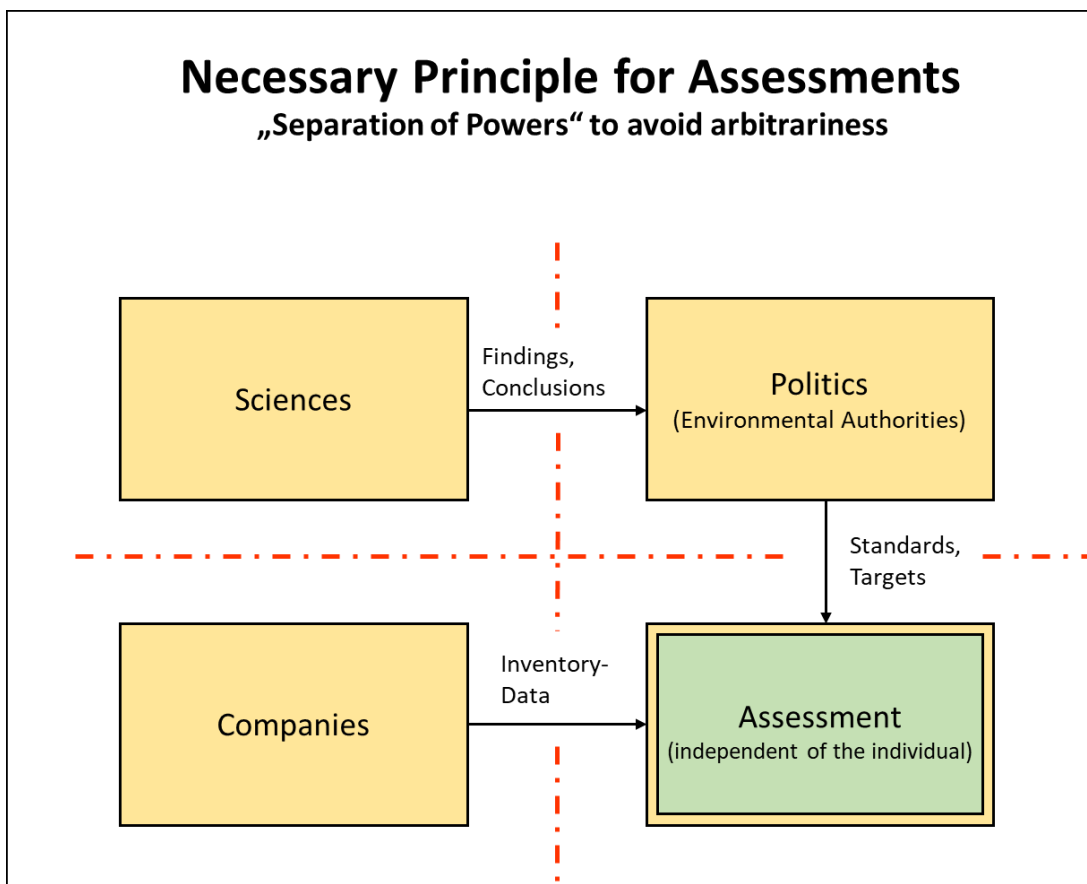 Necessary Principle for Assessments
„Separation of Powers“ to avoid arbitrariness
Sciences
Findings,
Conclusions
Politics
(Environmental Authorities)
Standards,
Targets
Companies
Inventory-
Data
Assessment
(independent of the individual)